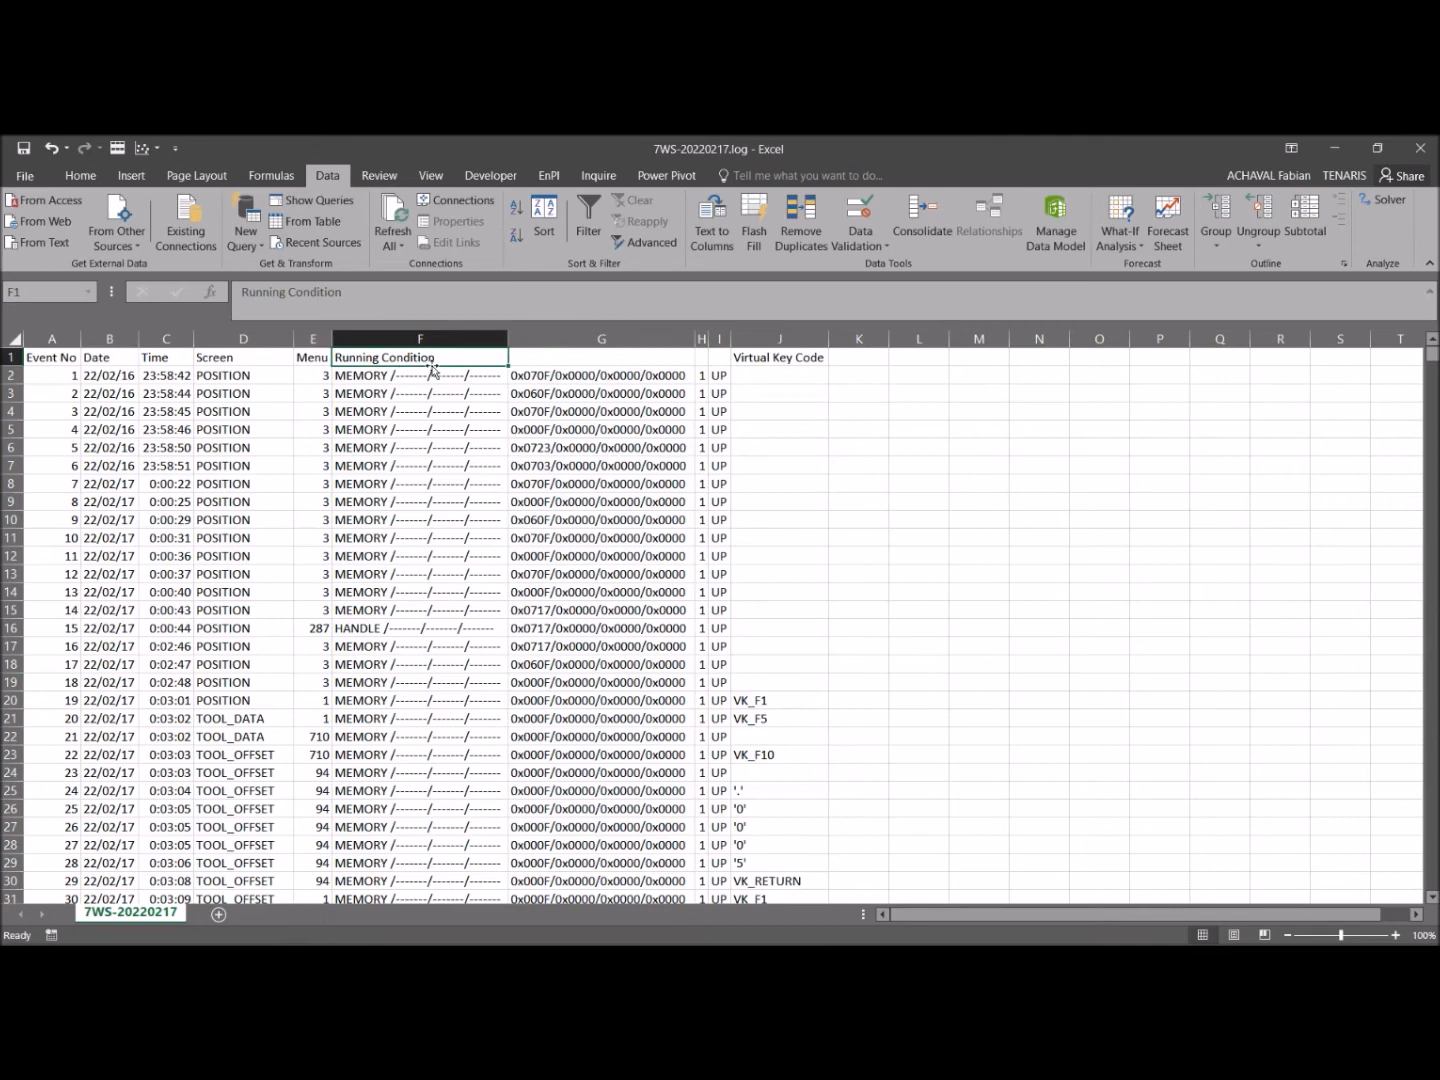 7WS-20220217.log - Excel
File Home Insert Page Layout Formulas Data Review View Developer EnPI Inquire Power Pivot Tell me what you want to do... ACHAVAL Fabian TENARIS Share
From Access
From Web
From Text
From Other Sources
Existing Connections
Get External Data
New Query
Show Queries
From Table
Recent Sources
Get & Transform
Refresh All
Connections
Properties
Edit Links
Connections
Sort
Filter
Clear
Reapply
Advanced
Sort & Filter
Text to Columns
Flash Fill
Remove Duplicates
Data Validation
Consolidate
Relationships
Manage Data Model
Data Tools
What-If Analysis
Forecast Sheet
Forecast
Group
Ungroup
Subtotal
Outline
Solver
Analyze
F1 fx Running Condition
A B C D E F G H I J K L M N O P Q R S T
1 Event No Date Time Screen Menu Running Condition Virtual Key Code
2 1 22/02/16 23:58:42 POSITION 3 MEMORY /-------/-------/------- 0x070F/0x0000/0x0000/0x0000 1 UP
3 2 22/02/16 23:58:44 POSITION 3 MEMORY /-------/-------/------- 0x060F/0x0000/0x0000/0x0000 1 UP
4 3 22/02/16 23:58:45 POSITION 3 MEMORY /-------/-------/------- 0x070F/0x0000/0x0000/0x0000 1 UP
5 4 22/02/16 23:58:46 POSITION 3 MEMORY /-------/-------/------- 0x000F/0x0000/0x0000/0x0000 1 UP
6 5 22/02/16 23:58:50 POSITION 3 MEMORY /-------/-------/------- 0x0723/0x0000/0x0000/0x0000 1 UP
7 6 22/02/16 23:58:51 POSITION 3 MEMORY /-------/-------/------- 0x0703/0x0000/0x0000/0x0000 1 UP
8 7 22/02/17 0:00:22 POSITION 3 MEMORY /-------/-------/------- 0x070F/0x0000/0x0000/0x0000 1 UP
9 8 22/02/17 0:00:25 POSITION 3 MEMORY /-------/-------/------- 0x000F/0x0000/0x0000/0x0000 1 UP
10 9 22/02/17 0:00:29 POSITION 3 MEMORY /-------/-------/------- 0x060F/0x0000/0x0000/0x0000 1 UP
11 10 22/02/17 0:00:31 POSITION 3 MEMORY /-------/-------/------- 0x070F/0x0000/0x0000/0x0000 1 UP
12 11 22/02/17 0:00:36 POSITION 3 MEMORY /-------/-------/------- 0x000F/0x0000/0x0000/0x0000 1 UP
13 12 22/02/17 0:00:37 POSITION 3 MEMORY /-------/-------/------- 0x070F/0x0000/0x0000/0x0000 1 UP
14 13 22/02/17 0:00:40 POSITION 3 MEMORY /-------/-------/------- 0x000F/0x0000/0x0000/0x0000 1 UP
15 14 22/02/17 0:00:43 POSITION 3 MEMORY /-------/-------/------- 0x0717/0x0000/0x0000/0x0000 1 UP
16 15 22/02/17 0:00:44 POSITION 287 HANDLE /-------/-------/------- 0x0717/0x0000/0x0000/0x0000 1 UP
17 16 22/02/17 0:02:46 POSITION 3 MEMORY /-------/-------/------- 0x0717/0x0000/0x0000/0x0000 1 UP
18 17 22/02/17 0:02:47 POSITION 3 MEMORY /-------/-------/------- 0x060F/0x0000/0x0000/0x0000 1 UP
19 18 22/02/17 0:02:48 POSITION 3 MEMORY /-------/-------/------- 0x000F/0x0000/0x0000/0x0000 1 UP
20 19 22/02/17 0:03:01 POSITION 1 MEMORY /-------/-------/------- 0x000F/0x0000/0x0000/0x0000 1 UP VK_F1
21 20 22/02/17 0:03:02 TOOL_DATA 1 MEMORY /-------/-------/------- 0x000F/0x0000/0x0000/0x0000 1 UP VK_F5
22 21 22/02/17 0:03:02 TOOL_DATA 710 MEMORY /-------/-------/------- 0x000F/0x0000/0x0000/0x0000 1 UP
23 22 22/02/17 0:03:03 TOOL_OFFSET 710 MEMORY /-------/-------/------- 0x000F/0x0000/0x0000/0x0000 1 UP VK_F10
24 23 22/02/17 0:03:03 TOOL_OFFSET 94 MEMORY /-------/-------/------- 0x000F/0x0000/0x0000/0x0000 1 UP
25 24 22/02/17 0:03:04 TOOL_OFFSET 94 MEMORY /-------/-------/------- 0x000F/0x0000/0x0000/0x0000 1 UP '.'
26 25 22/02/17 0:03:05 TOOL_OFFSET 94 MEMORY /-------/-------/------- 0x000F/0x0000/0x0000/0x0000 1 UP '0'
27 26 22/02/17 0:03:05 TOOL_OFFSET 94 MEMORY /-------/-------/------- 0x000F/0x0000/0x0000/0x0000 1 UP '0'
28 27 22/02/17 0:03:05 TOOL_OFFSET 94 MEMORY /-------/-------/------- 0x000F/0x0000/0x0000/0x0000 1 UP '0'
29 28 22/02/17 0:03:06 TOOL_OFFSET 94 MEMORY /-------/-------/------- 0x000F/0x0000/0x0000/0x0000 1 UP '5'
30 29 22/02/17 0:03:08 TOOL_OFFSET 94 MEMORY /-------/-------/------- 0x000F/0x0000/0x0000/0x0000 1 UP VK_RETURN
31 30 22/02/17 0:03:09 TOOL_OFFSET 1 MEMORY /-------/-------/------- 0x000F/0x0000/0x0000/0x0000 1 UP VK_F1
7WS-20220217
Ready 100%